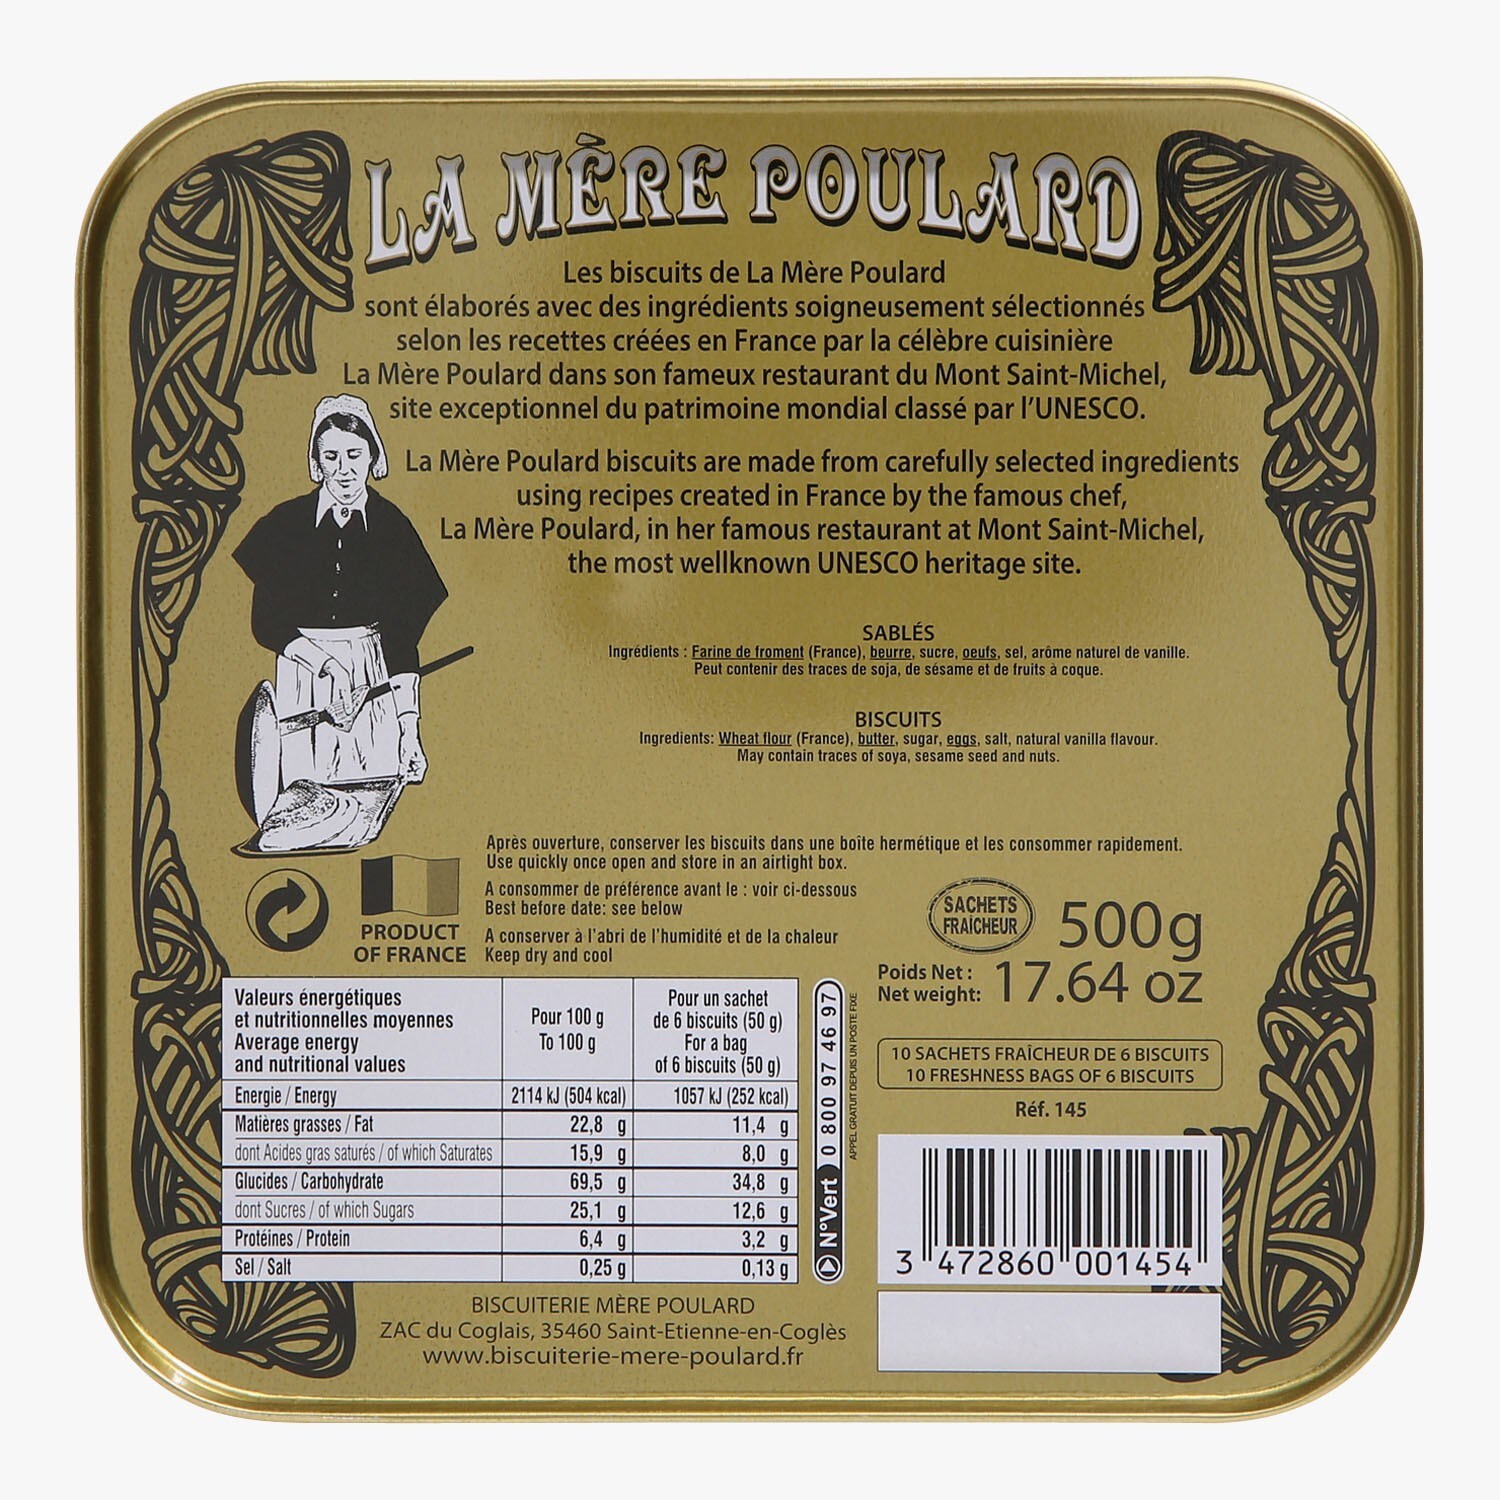 LA MÈRE POULARD
Les biscuits de La Mère Poulard
sont élaborés avec des ingrédients soigneusement sélectionnés
selon les recettes créées en France par la célèbre cuisinière
La Mère Poulard dans son fameux restaurant du Mont Saint-Michel,
site exceptionnel du patrimoine mondial classé par l'UNESCO.
La Mère Poulard biscuits are made from carefully selected ingredients
using recipes created in France by the famous chef,
La Mère Poulard, in her famous restaurant at Mont Saint-Michel,
the most wellknown UNESCO heritage site.
SABLÉS
Ingrédients : Farine de froment (France), beurre, sucre, oeufs, sel, arôme naturel de vanille.
Peut contenir des traces de soja, de sésame et de fruits à coque.
BISCUITS
Ingredients: Wheat flour (France), butter, sugar, eggs, salt, natural vanilla flavour.
May contain traces of soya, sesame seed and nuts.
Après ouverture, conserver les biscuits dans une boîte hermétique et les consommer rapidement.
Use quickly once open and store in an airtight box.
A consommer de préférence avant le : voir ci-dessous
Best before date: see below
A conserver à l'abri de l'humidité et de la chaleur
Keep dry and cool
PRODUCT
OF FRANCE
SACHETS
FRAÎCHEUR
500g
Poids Net :
Net weight:
17.64 oz
10 SACHETS FRAÎCHEUR DE 6 BISCUITS
10 FRESHNESS BAGS OF 6 BISCUITS
Réf. 145
Valeurs énergétiques
et nutritionnelles moyennes
Average energy
and nutritional values
Pour 100 g
To 100 g
Pour un sachet
de 6 biscuits (50 g)
For a bag
of 6 biscuits (50 g)
Energie / Energy 2114 kJ (504 kcal) 1057 kJ (252 kcal)
Matières grasses / Fat 22,8 g 11,4 g
dont Acides gras saturés / of which Saturates 15,9 g 8,0 g
Glucides / Carbohydrate 69,5 g 34,8 g
dont Sucres / of which Sugars 25,1 g 12,6 g
Protéines / Protein 6,4 g 3,2 g
Sel / Salt 0,25 g 0,13 g
N°Vert 0 800 97 46 97
APPEL GRATUIT DEPUIS UN POSTE FIXE
3 472860 001454
BISCUITERIE MÈRE POULARD
ZAC du Coglais, 35460 Saint-Etienne-en-Coglès
www.biscuiterie-mere-poulard.fr